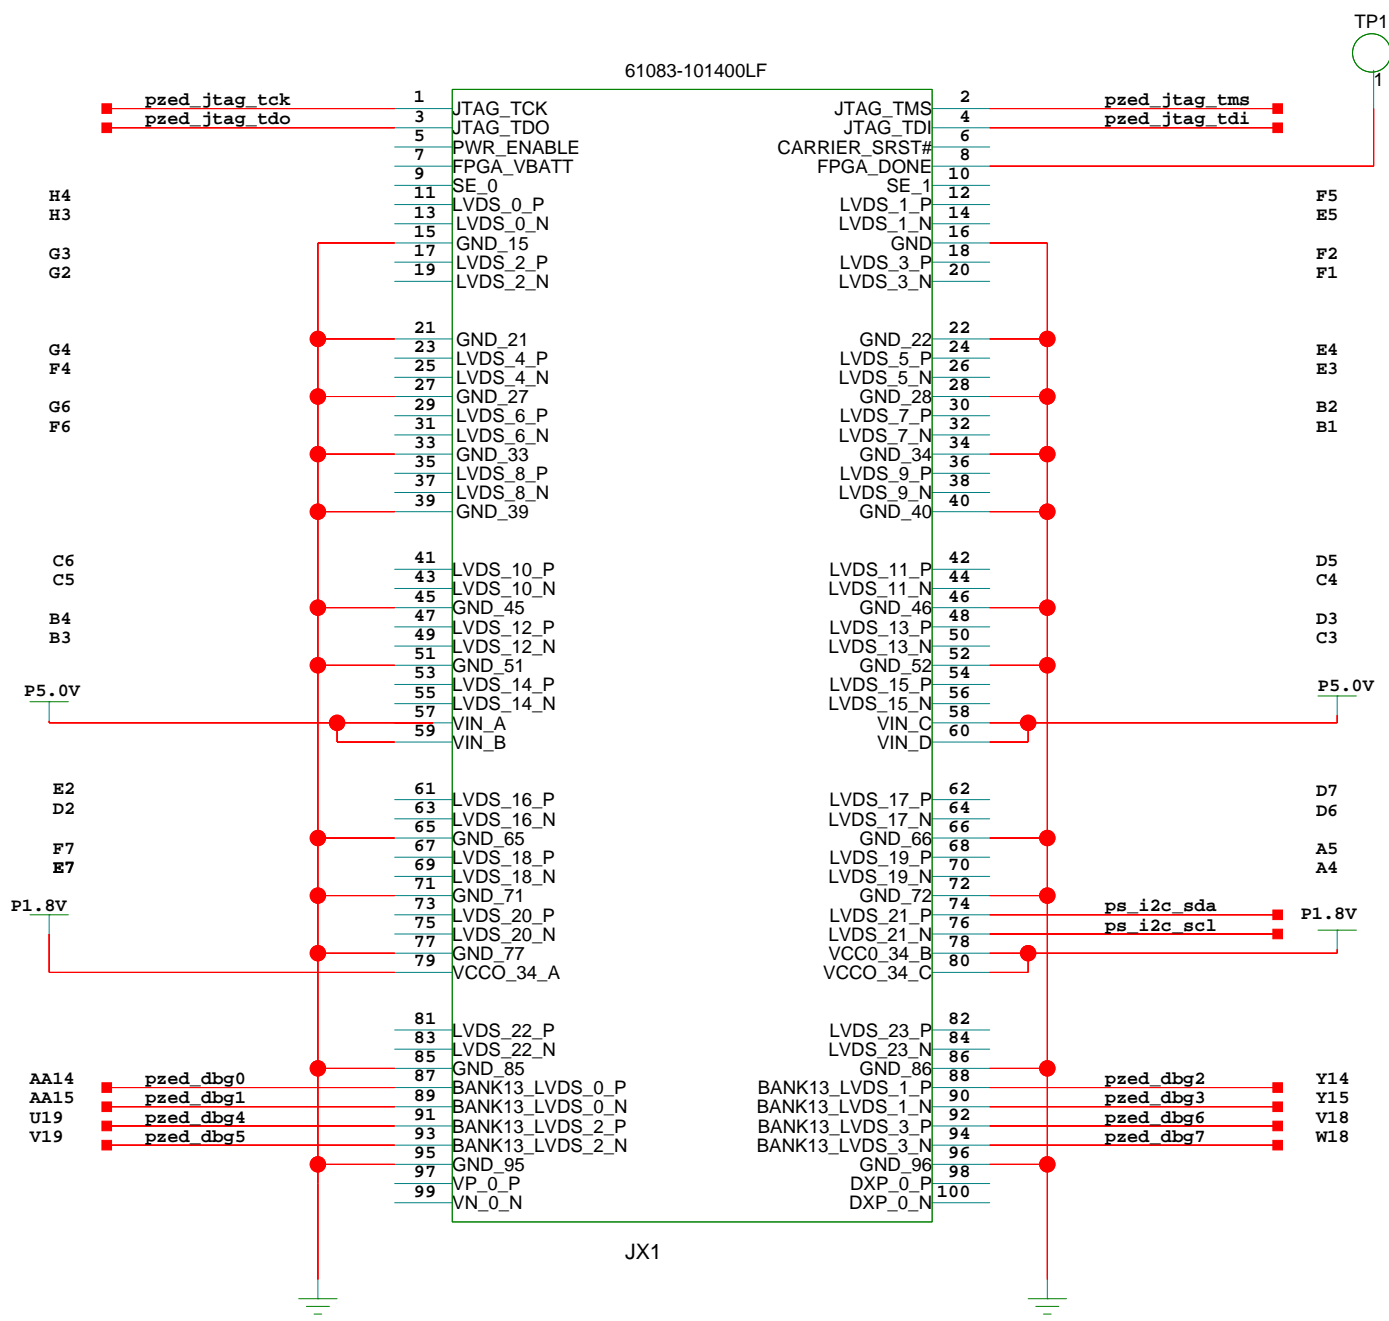 TP1
1
61083-101400LF
pzed_jtag_tck 1 JTAG_TCK JTAG_TMS 2 pzed_jtag_tms
pzed_jtag_tdo 3 JTAG_TDO JTAG_TDI 4 pzed_jtag_tdi
5 PWR_ENABLE CARRIER_SRST# 6
7 FPGA_VBATT FPGA_DONE 8
9 SE_0 SE_1 10
H4 11 LVDS_0_P LVDS_1_P 12 F5
H3 13 LVDS_0_N LVDS_1_N 14 E5
15 GND_15 GND 16
G3 17 LVDS_2_P LVDS_3_P 18 F2
G2 19 LVDS_2_N LVDS_3_N 20 F1
21 GND_21 GND_22 22
G4 23 LVDS_4_P LVDS_5_P 24 E4
F4 25 LVDS_4_N LVDS_5_N 26 E3
27 GND_27 GND_28 28
G6 29 LVDS_6_P LVDS_7_P 30 B2
F6 31 LVDS_6_N LVDS_7_N 32 B1
33 GND_33 GND_34 34
35 LVDS_8_P LVDS_9_P 36
37 LVDS_8_N LVDS_9_N 38
39 GND_39 GND_40 40
C6 41 LVDS_10_P LVDS_11_P 42 D5
C5 43 LVDS_10_N LVDS_11_N 44 C4
45 GND_45 GND_46 46
B4 47 LVDS_12_P LVDS_13_P 48 D3
B3 49 LVDS_12_N LVDS_13_N 50 C3
51 GND_51 GND_52 52
53 LVDS_14_P LVDS_15_P 54
P5.0V 55 LVDS_14_N LVDS_15_N 56 P5.0V
57 VIN_A VIN_C 58
59 VIN_B VIN_D 60
E2 61 LVDS_16_P LVDS_17_P 62 D7
D2 63 LVDS_16_N LVDS_17_N 64 D6
65 GND_65 GND_66 66
F7 67 LVDS_18_P LVDS_19_P 68 A5
E7 69 LVDS_18_N LVDS_19_N 70 A4
71 GND_71 GND_72 72
P1.8V 73 LVDS_20_P LVDS_21_P 74 ps_i2c_sda P1.8V
75 LVDS_20_N LVDS_21_N 76 ps_i2c_scl
77 GND_77 VCC0_34_B 78
79 VCCO_34_A VCCO_34_C 80
81 LVDS_22_P LVDS_23_P 82
83 LVDS_22_N LVDS_23_N 84
85 GND_85 GND_86 86
AA14 pzed_dbg0 87 BANK13_LVDS_0_P BANK13_LVDS_1_P 88 pzed_dbg2 Y14
AA15 pzed_dbg1 89 BANK13_LVDS_0_N BANK13_LVDS_1_N 90 pzed_dbg3 Y15
U19 pzed_dbg4 91 BANK13_LVDS_2_P BANK13_LVDS_3_P 92 pzed_dbg6 V18
V19 pzed_dbg5 93 BANK13_LVDS_2_N BANK13_LVDS_3_N 94 pzed_dbg7 W18
95 GND_95 GND_96 96
97 VP_0_P DXP_0_P 98
99 VN_0_N DXP_0_N 100
JX1